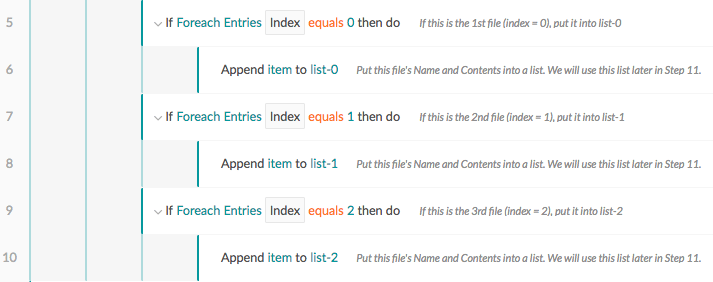 5 If Foreach Entries Index equals 0 then do If this is the 1st file (index = 0), put it into list-0
6 Append item to list-0 Put this file's Name and Contents into a list. We will use this list later in Step 11.
7 If Foreach Entries Index equals 1 then do If this is the 2nd file (index = 1), put it into list-1
8 Append item to list-1 Put this file's Name and Contents into a list. We will use this list later in Step 11.
9 If Foreach Entries Index equals 2 then do If this is the 3rd file (index = 2), put it into list-2
10 Append item to list-2 Put this file's Name and Contents into a list. We will use this list later in Step 11.